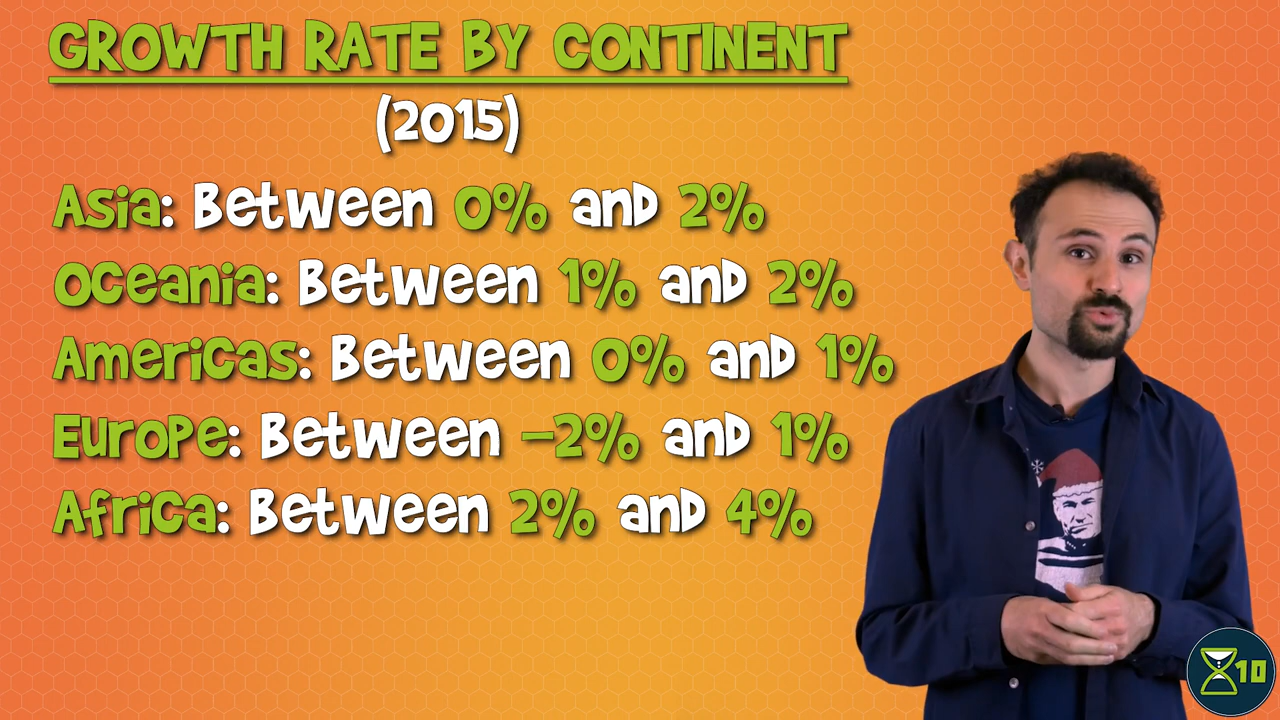 GROWTH RATE BY CONTINENT
(2015)
Asia: Between 0% and 2%
Oceania: Between 1% and 2%
Americas: Between 0% and 1%
Europe: Between -2% and 1%
Africa: Between 2% and 4%
10